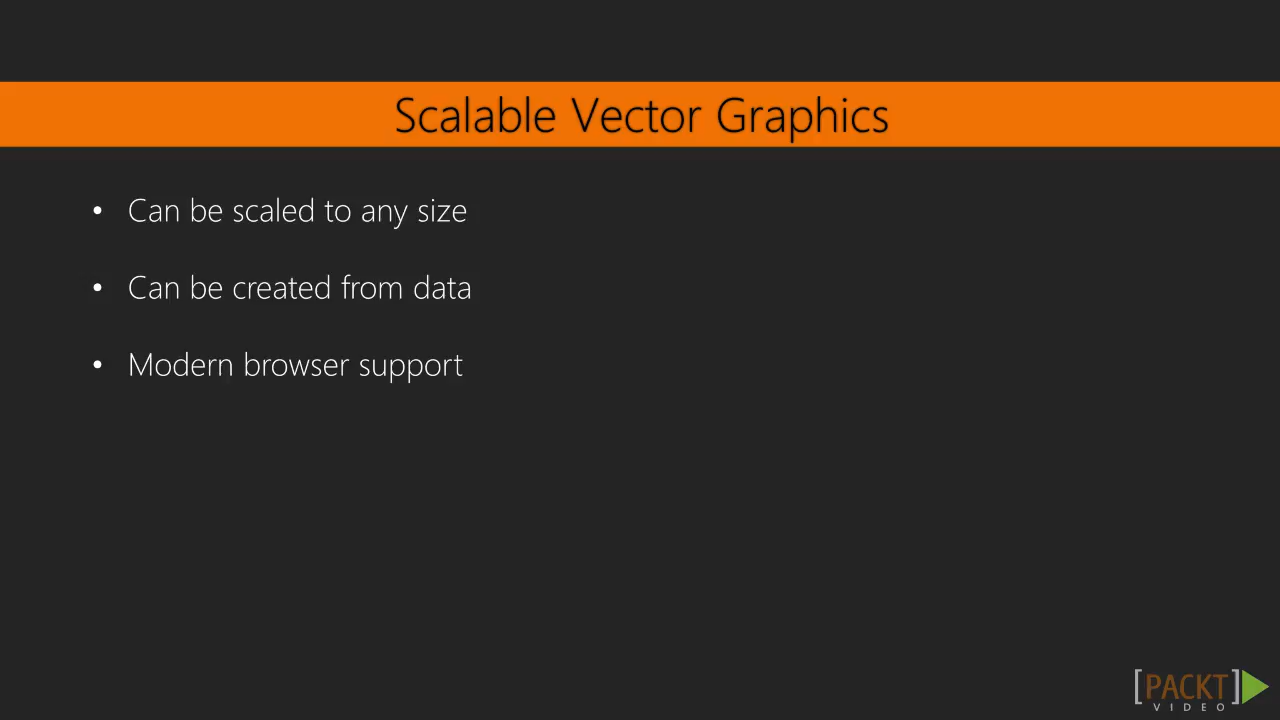 Scalable Vector Graphics
• Can be scaled to any size
• Can be created from data
• Modern browser support
[PACKT]
VIDEO